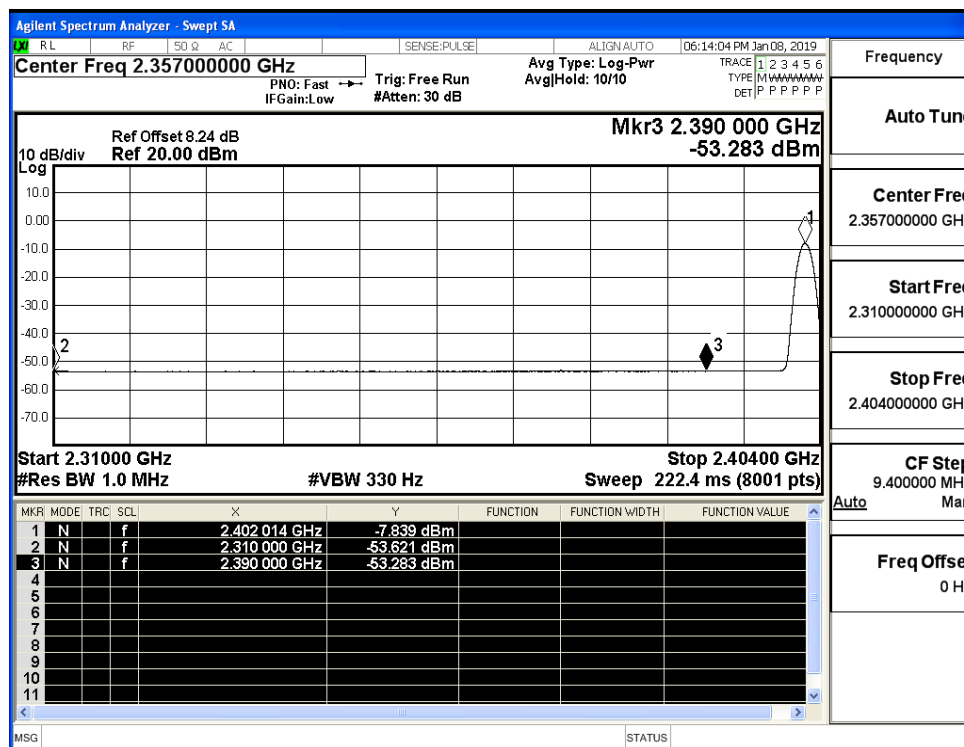 Agilent Spectrum Analyzer - Swept SA
LXI RL RF 50 Ω AC SENSE:PULSE ALIGN AUTO 06:14:04 PM Jan 08, 2019
Center Freq 2.357000000 GHz
PNO: Fast
IFGain:Low
Trig: Free Run
#Atten: 30 dB
Avg Type: Log-Pwr
Avg|Hold: 10/10
TRACE 1 2 3 4 5 6
TYPE M WWWWW
DET P P P P P P
Ref Offset 8.24 dB
Ref 20.00 dBm
10 dB/div
Log
Mkr3 2.390 000 GHz
-53.283 dBm
10.0
0.00
-10.0
-20.0
-30.0
-40.0
-50.0
-60.0
-70.0
1
2
3
Start 2.31000 GHz
Stop 2.40400 GHz
#Res BW 1.0 MHz
#VBW 330 Hz
Sweep 222.4 ms (8001 pts)
MKR MODE TRC SCL X Y FUNCTION FUNCTION WIDTH FUNCTION VALUE
1 N f 2.402 014 GHz -7.839 dBm
2 N f 2.310 000 GHz -53.621 dBm
3 N f 2.390 000 GHz -53.283 dBm
4
5
6
7
8
9
10
11
MSG
STATUS
Frequency
Auto Tun
Center Fre
2.357000000 GH
Start Fre
2.310000000 GH
Stop Fre
2.404000000 GH
CF Step
9.400000 MH
Auto Ma
Freq Offse
0 H